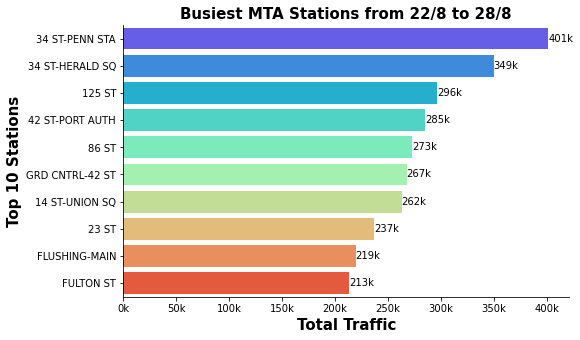 Busiest MTA Stations from 22/8 to 28/8
Top 10 Stations
34 ST-PENN STA 401k
34 ST-HERALD SQ 349k
125 ST 296k
42 ST-PORT AUTH 285k
86 ST 273k
GRD CNTRL-42 ST 267k
14 ST-UNION SQ 262k
23 ST 237k
FLUSHING-MAIN 219k
FULTON ST 213k
0k 50k 100k 150k 200k 250k 300k 350k 400k
Total Traffic